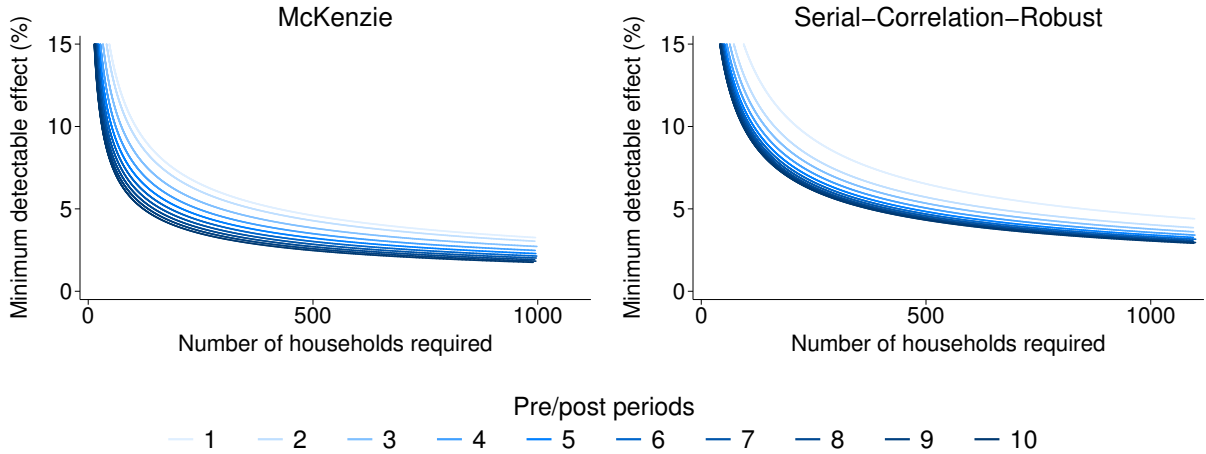 McKenzie
Minimum detectable effect (%)
15
10
5
0
0 500 1000
Number of households required
Serial−Correlation−Robust
Minimum detectable effect (%)
15
10
5
0
0 500 1000
Number of households required
Pre/post periods
1 2 3 4 5 6 7 8 9 10